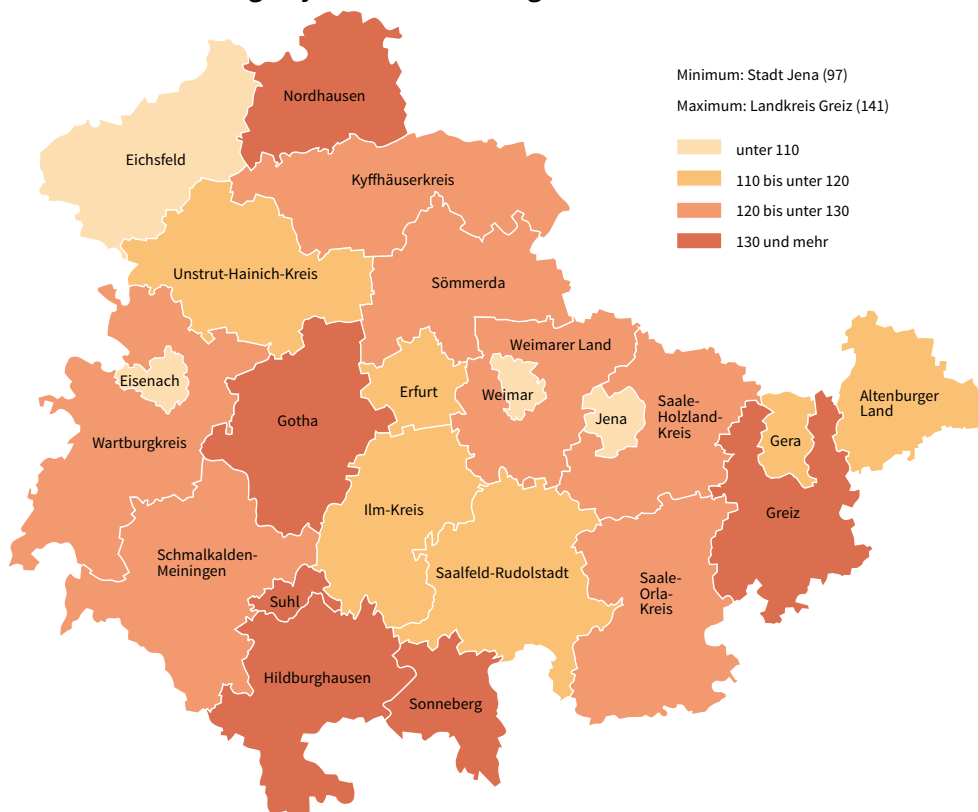 Nordhausen
Minimum: Stadt Jena (97)
Maximum: Landkreis Greiz (141)
unter 110
110 bis unter 120
120 bis unter 130
130 und mehr
Eichsfeld
Kyffhäuserkreis
Unstrut-Hainich-Kreis
Sömmerda
Weimarer Land
Eisenach
Erfurt
Weimar
Gotha
Jena
Saale-
Holzland-
Kreis
Altenburger
Land
Wartburgkreis
Gera
Ilm-Kreis
Greiz
Schmalkalden-
Meiningen
Saalfeld-Rudolstadt
Saale-
Orla-
Kreis
Suhl
Hildburghausen
Sonneberg